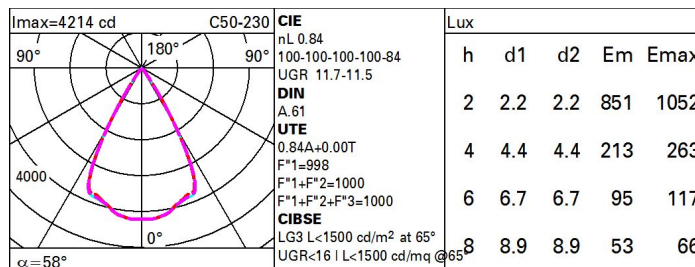 Imax=4214 cd C50-230
90° 180° 90°
4000
0°
α=58°
CIE
nL 0.84
100-100-100-100-84
UGR 11.7-11.5
DIN
A.61
UTE
0.84A+0.00T
F"1=998
F"1+F"2=1000
F"1+F"2+F"3=1000
CIBSE
LG3 L<1500 cd/m² at 65°
UGR<16 | L<1500 cd/mq @65°
Lux
h d1 d2 Em Emax
2 2.2 2.2 851 1052
4 4.4 4.4 213 263
6 6.7 6.7 95 117
8 8.9 8.9 53 66